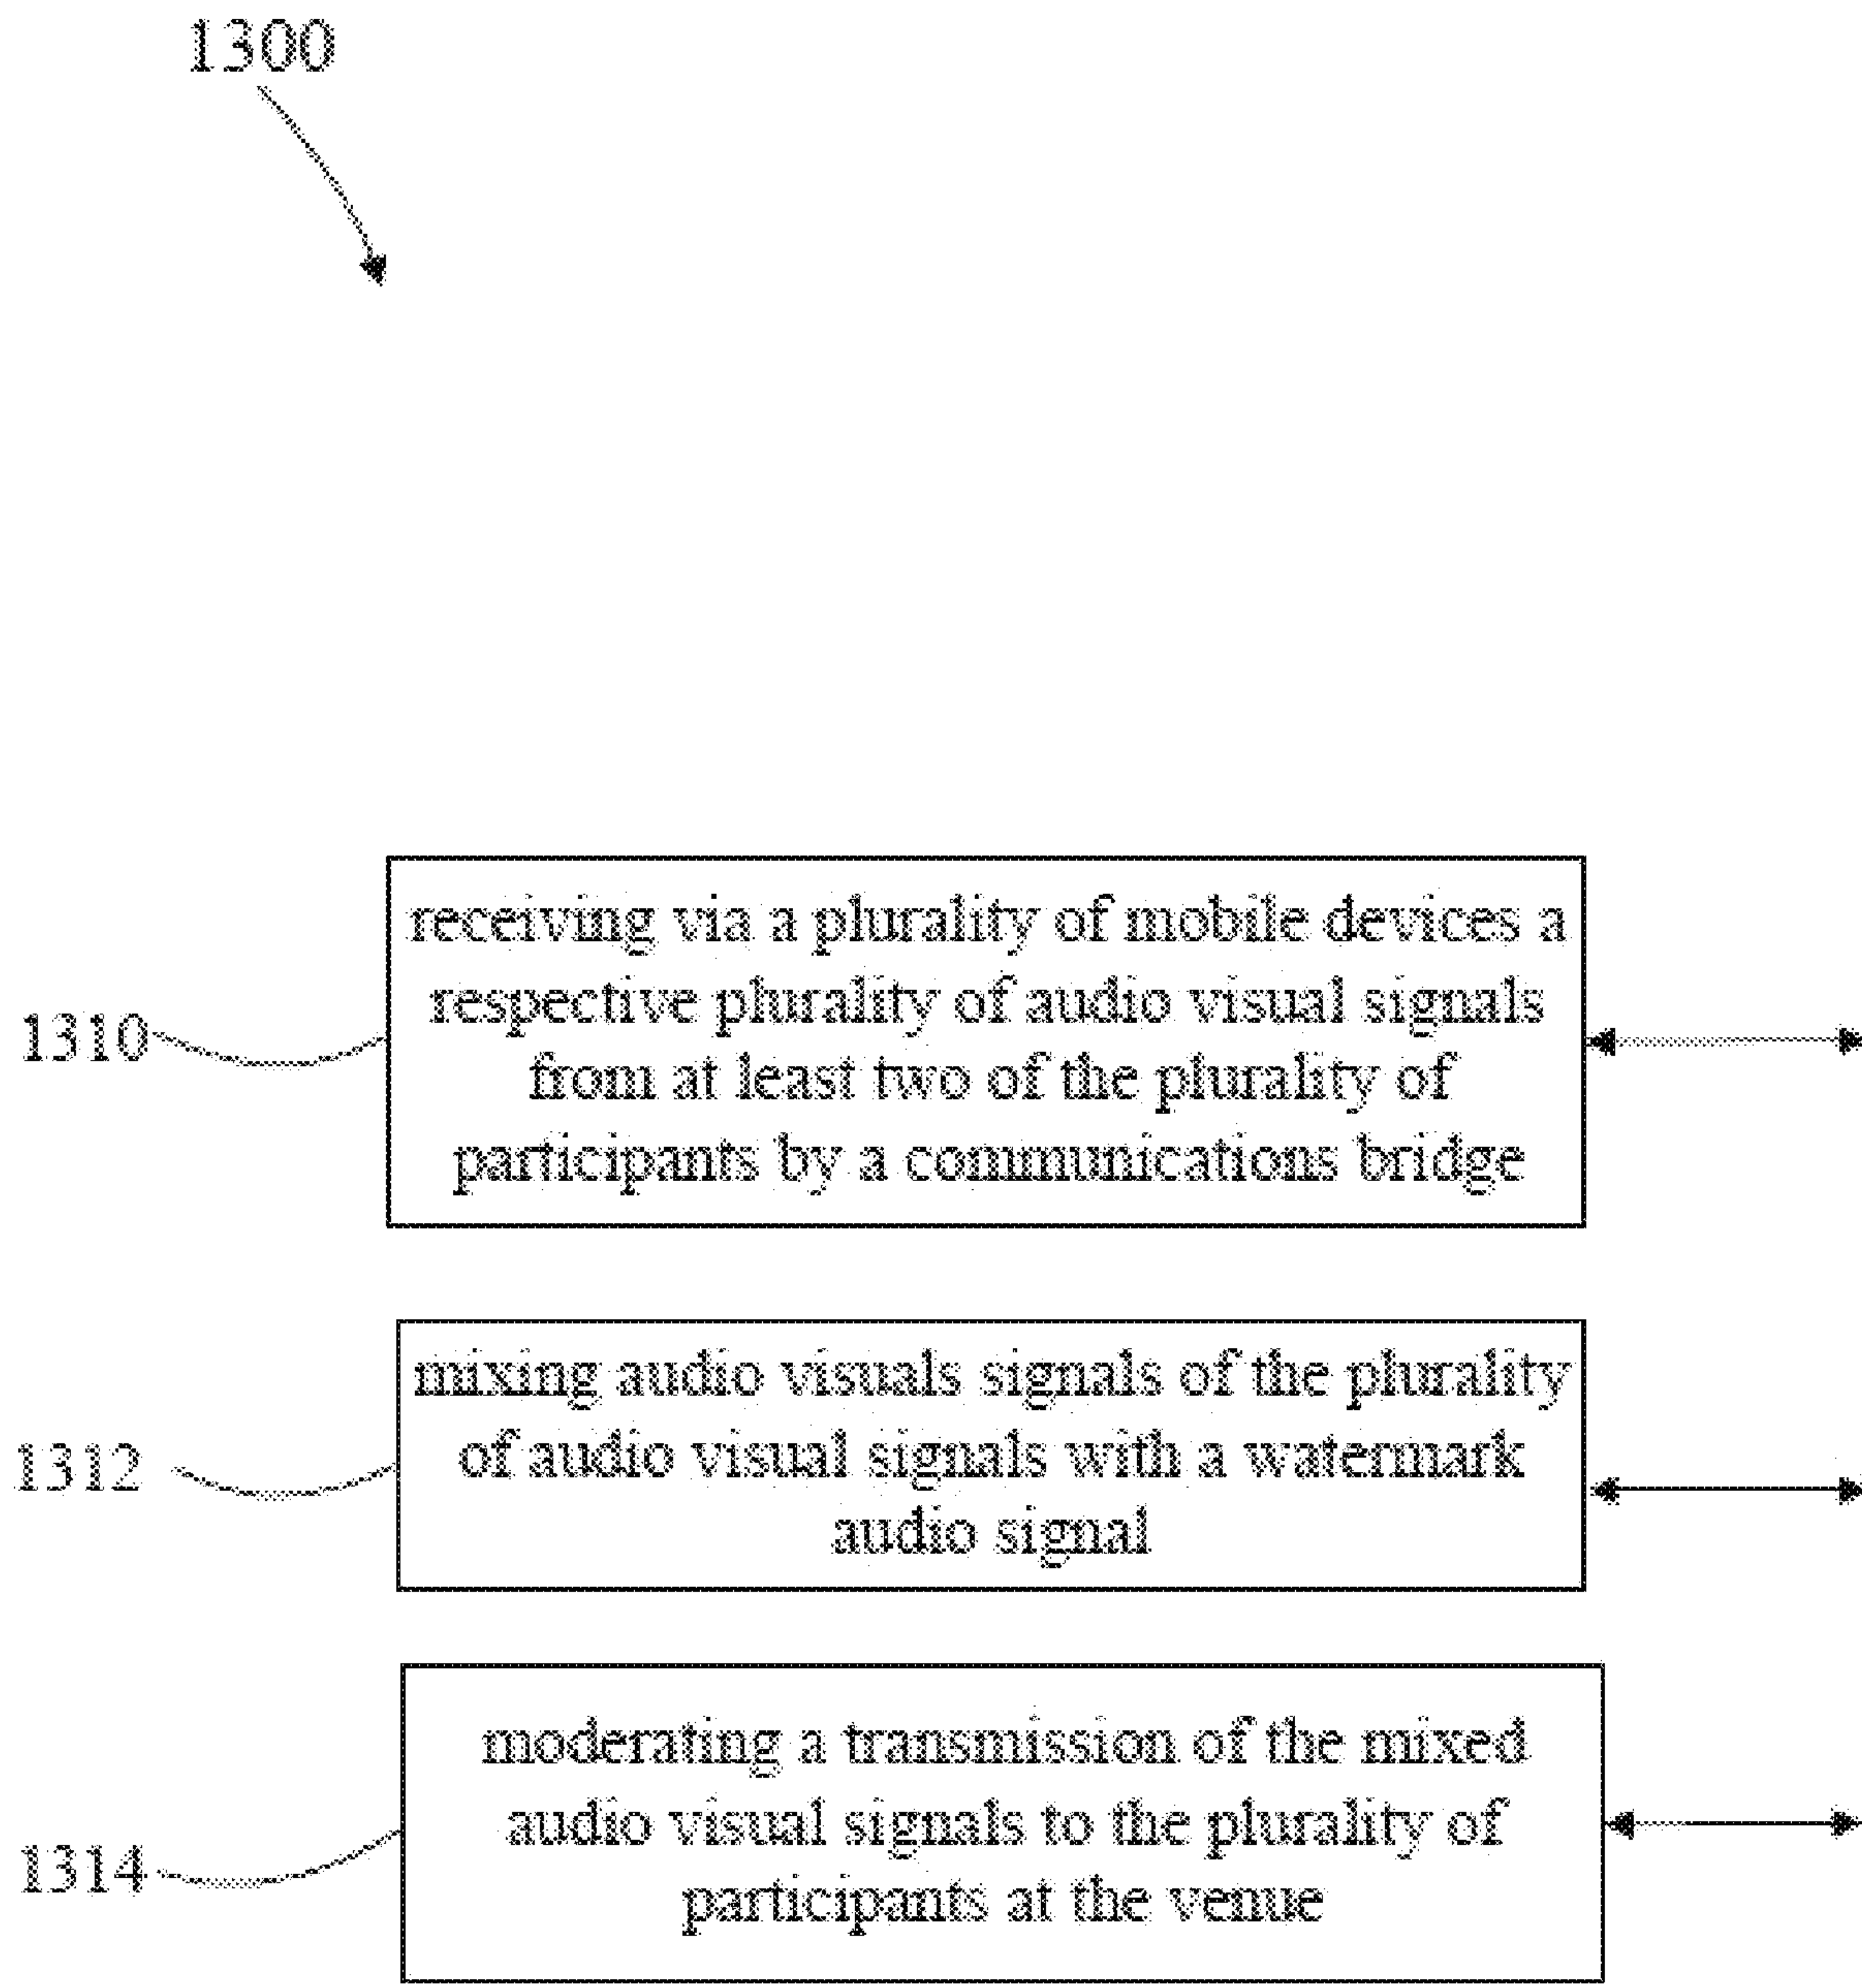 1300
receiving via a plurality of mobile devices a
respective plurality of audio visual signals
from at least two of the plurality of
participants by a communications bridge
1310
mixing audio visuals signals of the plurality
of audio visual signals with a watermark
audio signal
1312
moderating a transmission of the mixed
audio visual signals to the plurality of
participants at the venue
1314